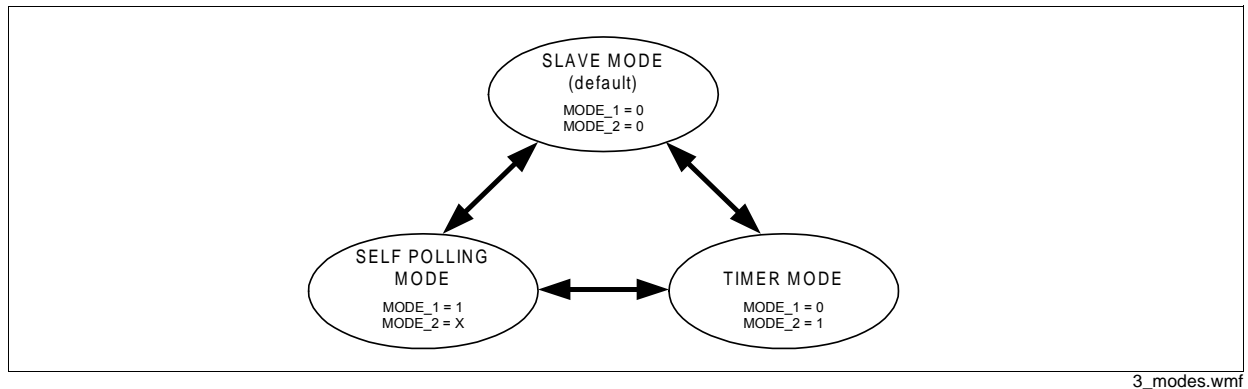 SLAVE MODE
(default)
MODE_1 = 0
MODE_2 = 0
SELF POLLING
MODE
MODE_1 = 1
MODE_2 = X
TIMER MODE
MODE_1 = 0
MODE_2 = 1
3_modes.wmf